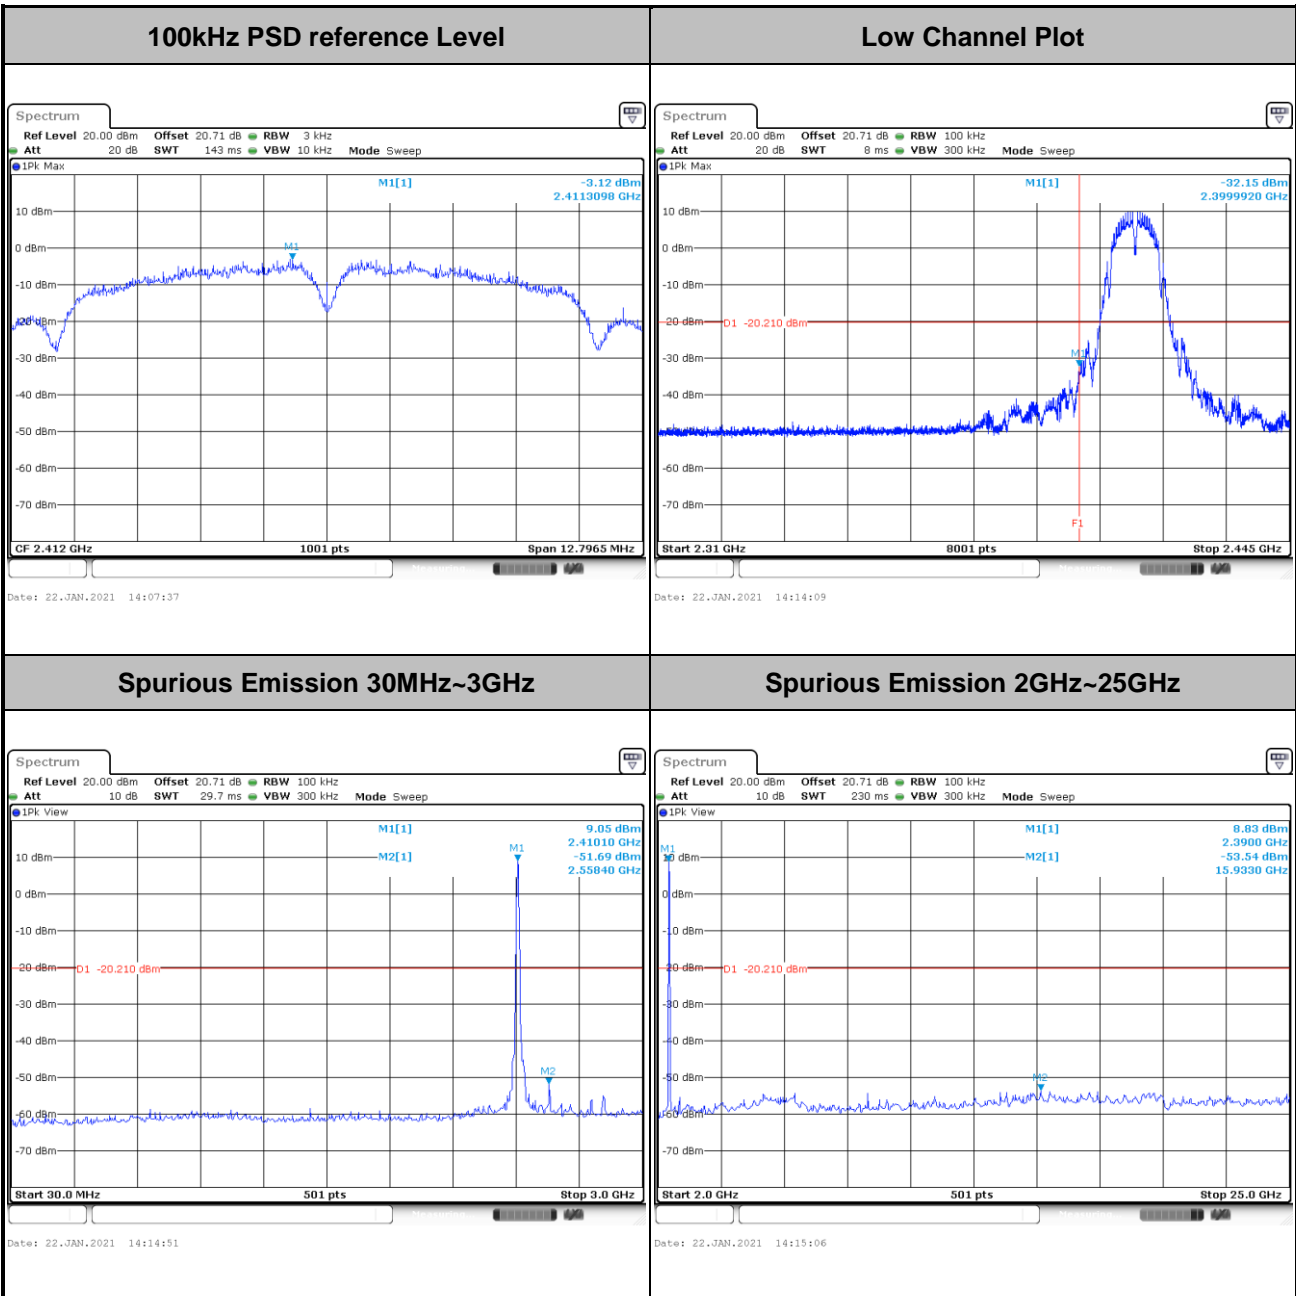 100kHz PSD reference Level
Spectrum
Ref Level 20.00 dBm Offset 20.71 dB RBW 3 kHz
Att 20 dB SWT 143 ms VBW 10 kHz Mode Sweep
1Pk Max
M1[1] -3.12 dBm
2.4113098 GHz
M1
10 dBm
0 dBm
-10 dBm
-20 dBm
-30 dBm
-40 dBm
-50 dBm
-60 dBm
-70 dBm
CF 2.412 GHz 1001 pts Span 12.7965 MHz
Measuring...
Date: 22.JAN.2021 14:07:37
Low Channel Plot
Spectrum
Ref Level 20.00 dBm Offset 20.71 dB RBW 100 kHz
Att 20 dB SWT 8 ms VBW 300 kHz Mode Sweep
1Pk Max
M1[1] -32.15 dBm
2.3999920 GHz
10 dBm
0 dBm
-10 dBm
-20 dBm
D1 -20.210 dBm
-30 dBm
M1
-40 dBm
-50 dBm
-60 dBm
-70 dBm
F1
Start 2.31 GHz 8001 pts Stop 2.445 GHz
Measuring...
Date: 22.JAN.2021 14:14:09
Spurious Emission 30MHz~3GHz
Spectrum
Ref Level 20.00 dBm Offset 20.71 dB RBW 100 kHz
Att 10 dB SWT 29.7 ms VBW 300 kHz Mode Sweep
1Pk View
M1[1] 9.05 dBm
2.41010 GHz
M2[1] -51.69 dBm
2.55840 GHz
M1
10 dBm
0 dBm
-10 dBm
-20 dBm
D1 -20.210 dBm
-30 dBm
-40 dBm
-50 dBm
M2
-60 dBm
-70 dBm
Start 30.0 MHz 501 pts Stop 3.0 GHz
Date: 22.JAN.2021 14:14:51
Spurious Emission 2GHz~25GHz
Spectrum
Ref Level 20.00 dBm Offset 20.71 dB RBW 100 kHz
Att 10 dB SWT 230 ms VBW 300 kHz Mode Sweep
1Pk View
M1[1] 8.83 dBm
2.3900 GHz
M2[1] -53.54 dBm
15.9330 GHz
M1
10 dBm
0 dBm
-10 dBm
-20 dBm
D1 -20.210 dBm
-30 dBm
-40 dBm
-50 dBm
M2
-60 dBm
-70 dBm
Start 2.0 GHz 501 pts Stop 25.0 GHz
Date: 22.JAN.2021 14:15:06